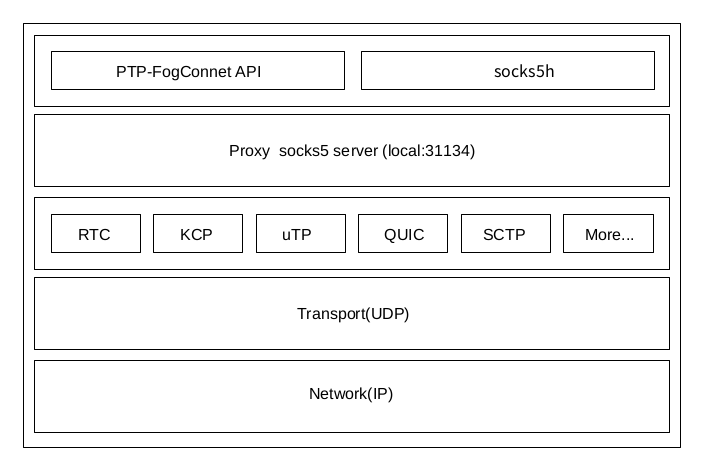 PTP-FogConnet API
socks5h
Proxy socks5 server (local:31134)
RTC
KCP
uTP
QUIC
SCTP
More...
Transport(UDP)
Network(IP)